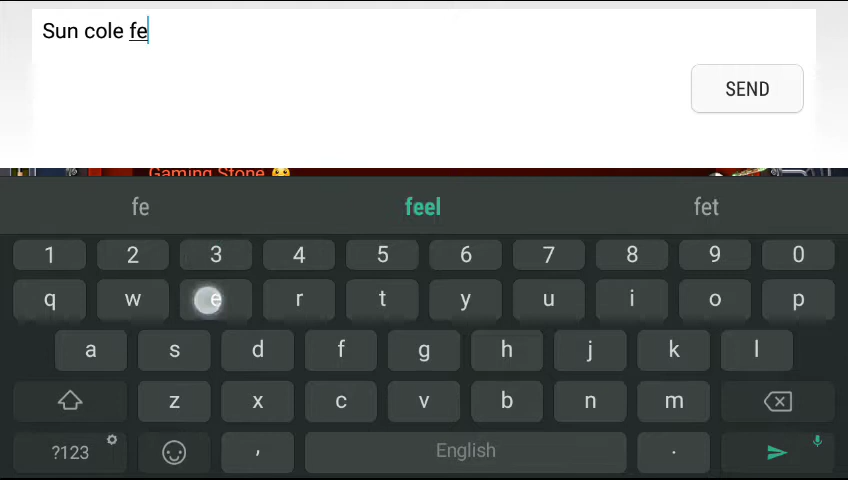 Sun cole fe
SEND
Gaming Stone
fe feel fet
1 2 3 4 5 6 7 8 9 0
q w e r t y u i o p
a s d f g h j k l
z x c v b n m
?123 , English .